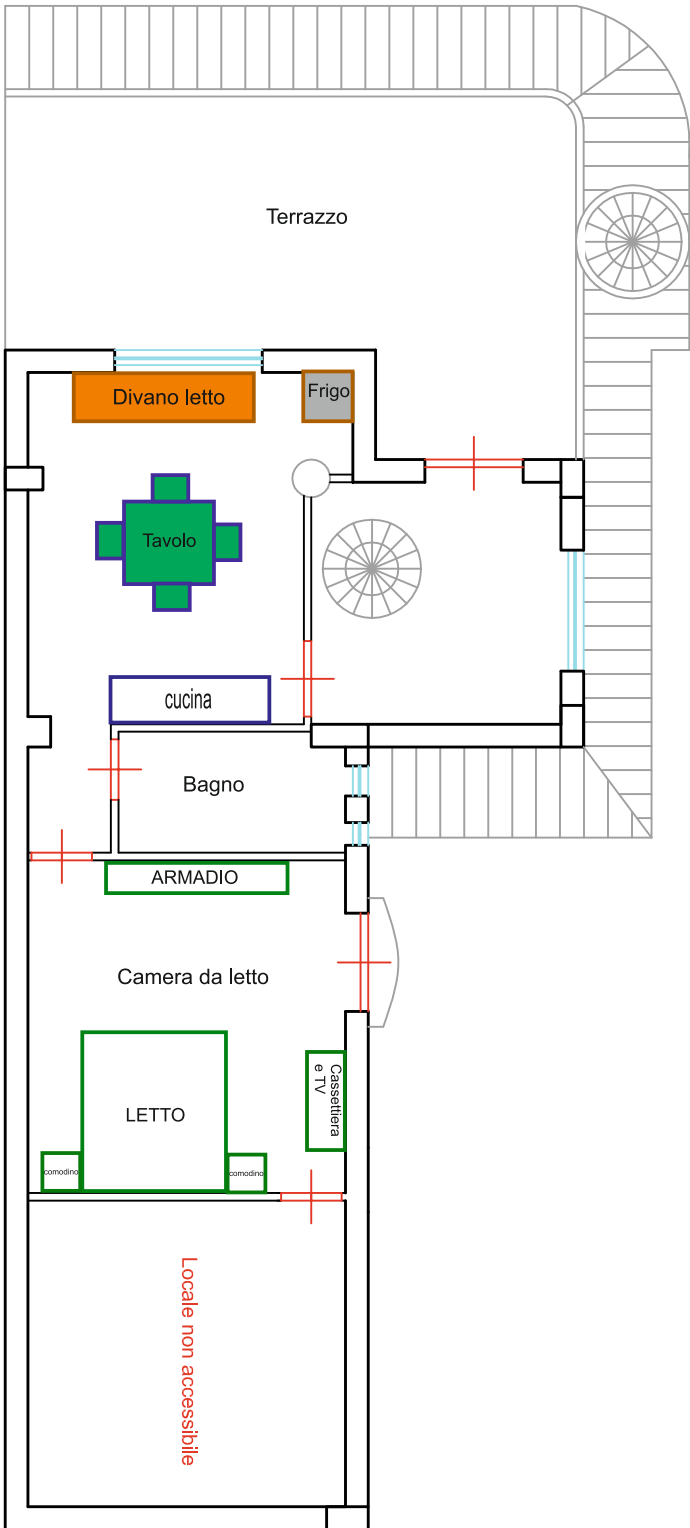 Terrazzo
Divano letto
Frigo
Tavolo
cucina
Bagno
ARMADIO
Camera da letto
Cassettiera
e TV
LETTO
comodino
comodino
Locale non accessibile